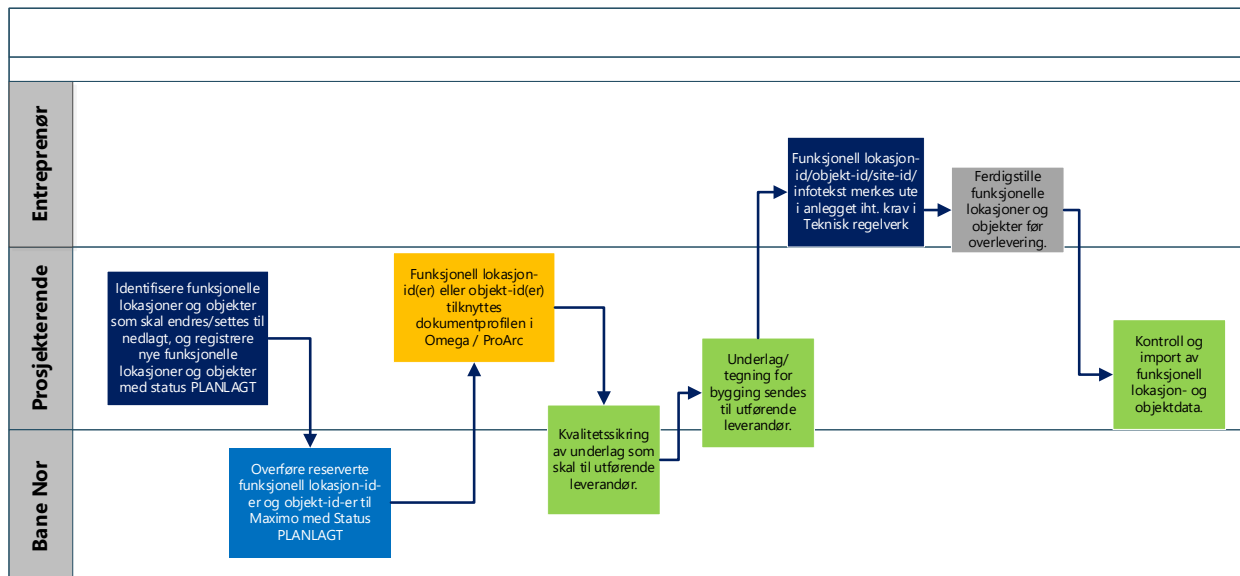 Entreprenør
Funksjonell lokasjon-
id/objekt-id/site-id/
infotekst merkes ute
i anlegget iht. krav i
Teknisk regelverk
Ferdigstille
funksjonelle
lokasjoner og
objekter før
overlevering.
Prosjekterende
Identifisere funksjonelle
lokasjoner og objekter
som skal endres/settes til
nedlagt, og registrere
nye funksjonelle
lokasjoner og objekter
med status PLANLAGT
Funksjonell lokasjon-
id(er) eller objekt-id(er)
tilknyttes
dokumentprofilen i
Omega / ProArc
Underlag/
tegning for
bygging sendes
til utførende
leverandør.
Kontroll og
import av
funksjonell
lokasjon- og
objektdata.
Bane Nor
Overføre reserverte
funksjonell lokasjon-id-
er og objekt-id-er til
Maximo med Status
PLANLAGT
Kvalitetssikring
av underlag som
skal til utførende
leverandør.